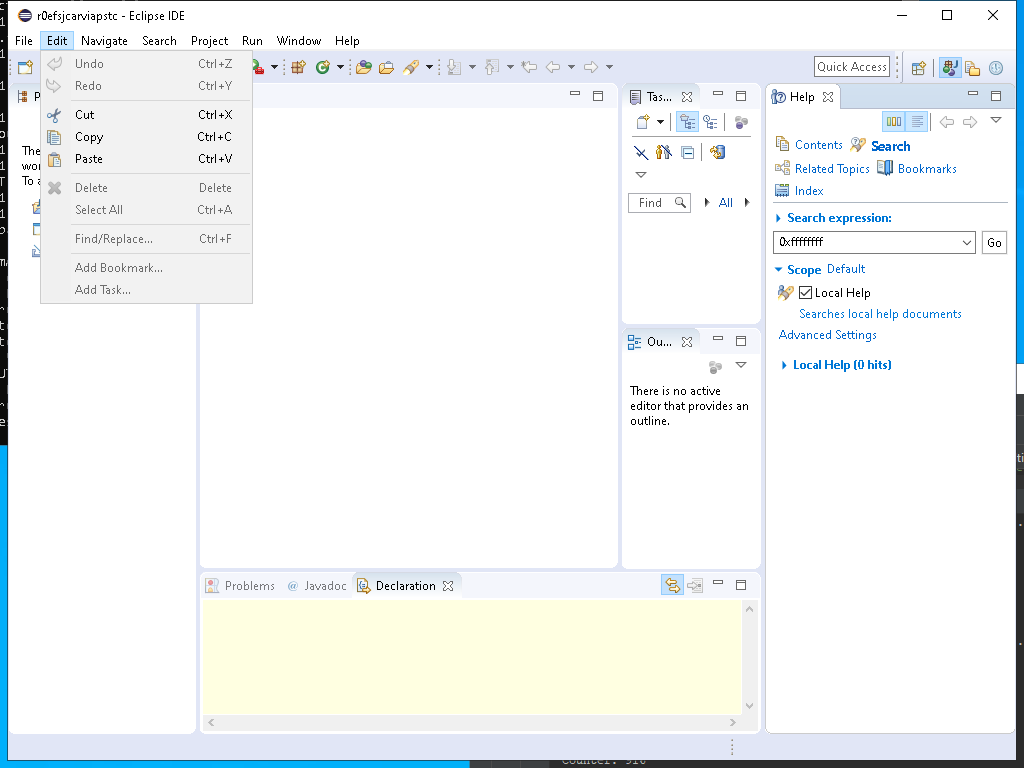 r0efsjcarviapstc - Eclipse IDE
File Edit Navigate Search Project Run Window Help
Undo Ctrl+Z
Redo Ctrl+Y
Cut Ctrl+X
Copy Ctrl+C
Paste Ctrl+V
Delete Delete
Select All Ctrl+A
Find/Replace... Ctrl+F
Add Bookmark...
Add Task...
Quick Access
Tas...
Find
All
Ou...
There is no active
editor that provides an
outline.
Problems @ Javadoc Declaration
Help
Contents Search
Related Topics Bookmarks
Index
Search expression:
0xffffffff
Go
Scope Default
Local Help
Searches local help documents
Advanced Settings
Local Help (0 hits)